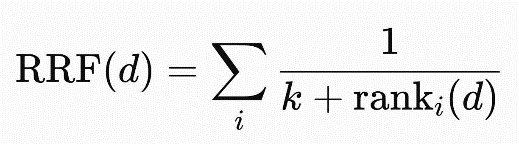 RRF(d) = ∑_i 1 / (k + rank_i(d))